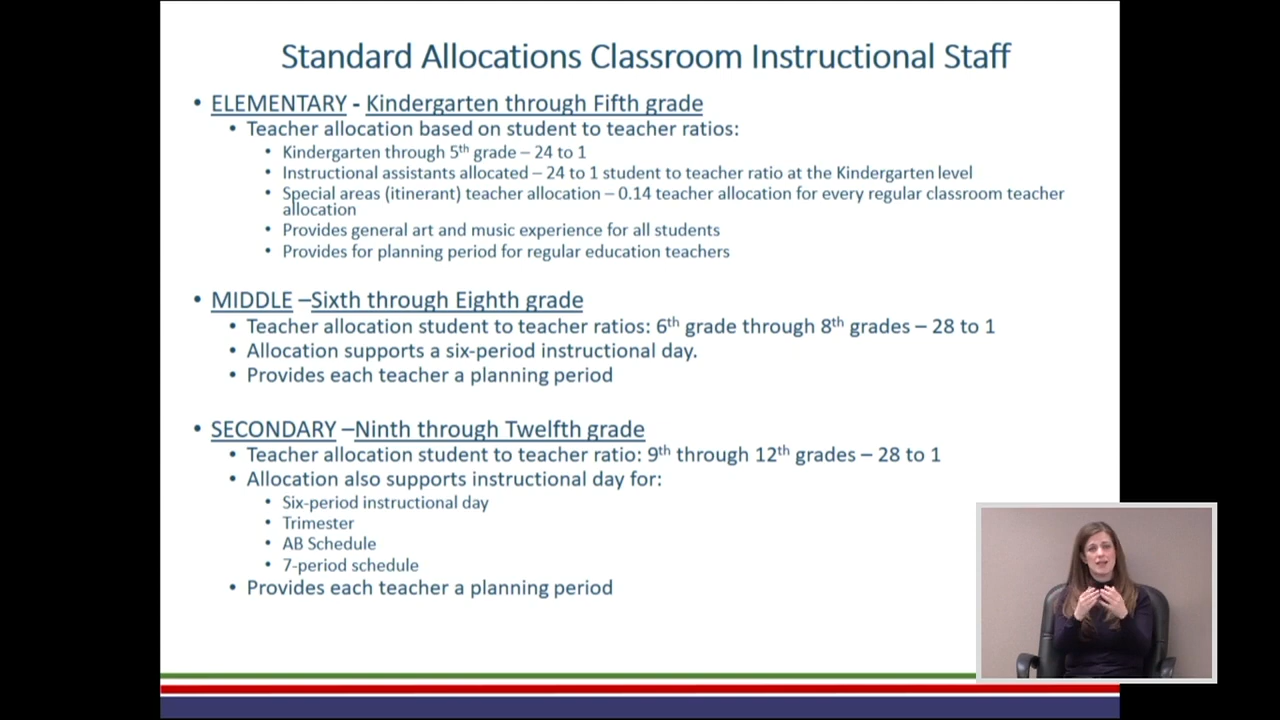 Standard Allocations Classroom Instructional Staff
• ELEMENTARY - Kindergarten through Fifth grade
• Teacher allocation based on student to teacher ratios:
• Kindergarten through 5th grade – 24 to 1
• Instructional assistants allocated – 24 to 1 student to teacher ratio at the Kindergarten level
• Special areas (itinerant) teacher allocation – 0.14 teacher allocation for every regular classroom teacher
allocation
• Provides general art and music experience for all students
• Provides for planning period for regular education teachers
• MIDDLE –Sixth through Eighth grade
• Teacher allocation student to teacher ratios: 6th grade through 8th grades – 28 to 1
• Allocation supports a six-period instructional day.
• Provides each teacher a planning period
• SECONDARY –Ninth through Twelfth grade
• Teacher allocation student to teacher ratio: 9th through 12th grades – 28 to 1
• Allocation also supports instructional day for:
• Six-period instructional day
• Trimester
• AB Schedule
• 7-period schedule
• Provides each teacher a planning period